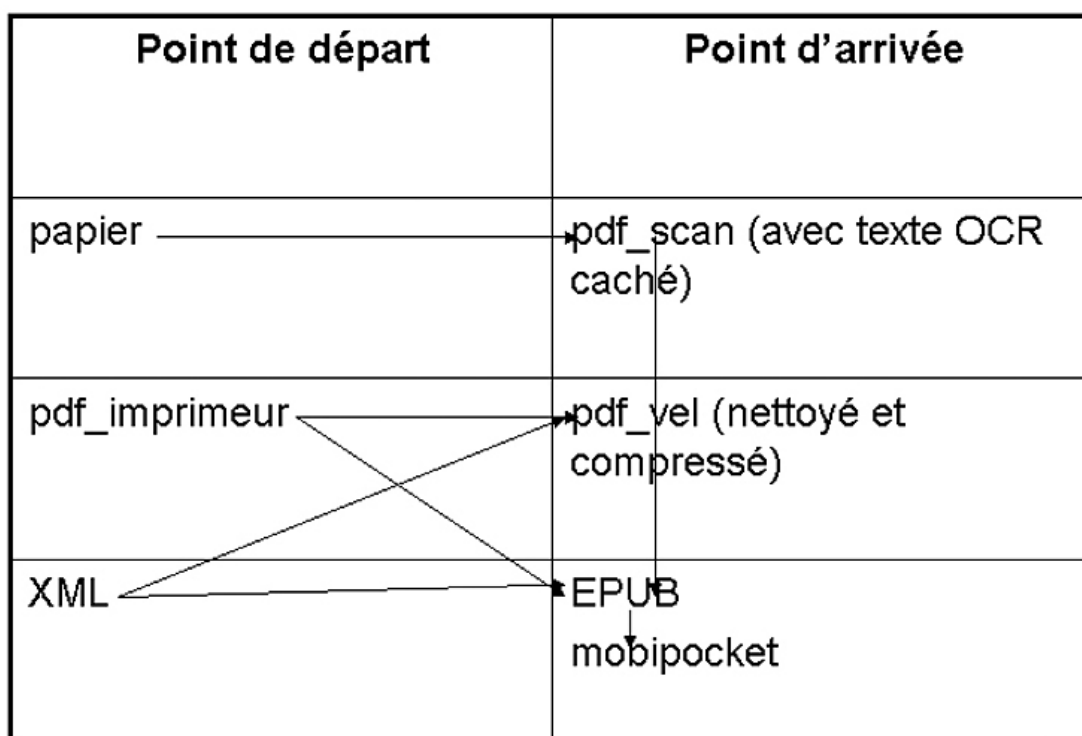 Point de départ
Point d'arrivée
papier
pdf_scan (avec texte OCR
caché)
pdf_imprimeur
pdf_vel (nettoyé et
compressé)
XML
EPUB
mobipocket